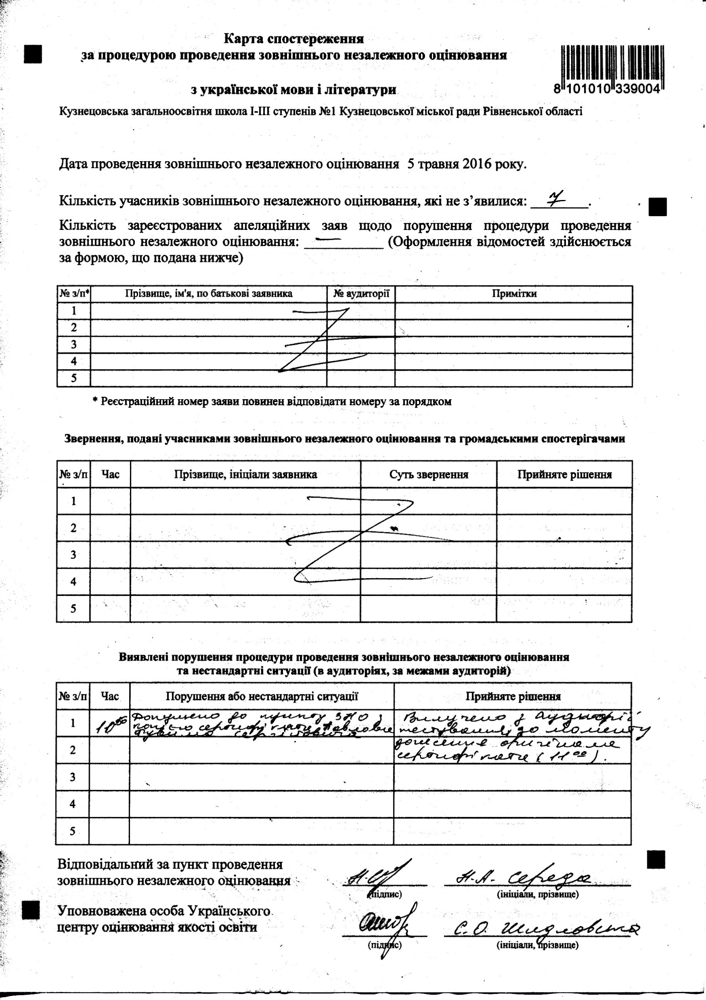 Карта спостереження
за процедурою проведення зовнішнього незалежного оцінювання
з української мови і літератури
8 101010 339004
Кузнецовська загальноосвітня школа І-ІІІ ступенів №1 Кузнецовської міської ради Рівненської області
Дата проведення зовнішнього незалежного оцінювання 5 травня 2016 року.
Кількість учасників зовнішнього незалежного оцінювання, які не з’явилися: 7.
Кількість зареєстрованих апеляційних заяв щодо порушення процедури проведення
зовнішнього незалежного оцінювання: — (Оформлення відомостей здійснюється
за формою, що подана нижче)
№ з/п* Прізвище, ім'я, по батькові заявника № аудиторії Примітки
1
2
3
4
5
* Реєстраційний номер заяви повинен відповідати номеру за порядком
Звернення, подані учасниками зовнішнього незалежного оцінювання та громадськими спостерігачами
№ з/п Час Прізвище, ініціали заявника Суть звернення Прийняте рішення
1
2
3
4
5
Виявлені порушення процедури проведення зовнішнього незалежного оцінювання
та нестандартні ситуації (в аудиторіях, за межами аудиторій)
№ з/п Час Порушення або нестандартні ситуації Прийняте рішення
Допущено до пункту ЗНО з Вилучено з аудиторії
1 копією сертифіката тестування до моменту
Сергійовича
2 донесення оригінала
сертифіката (11 00).
3
4
5
Відповідальний за пункт проведення
зовнішнього незалежного оцінювання Н.А. Середа
(підпис) (ініціали, прізвище)
Уповноважена особа Українського
центру оцінювання якості освіти С.О. Шидловська
(підпис) (ініціали, прізвище)